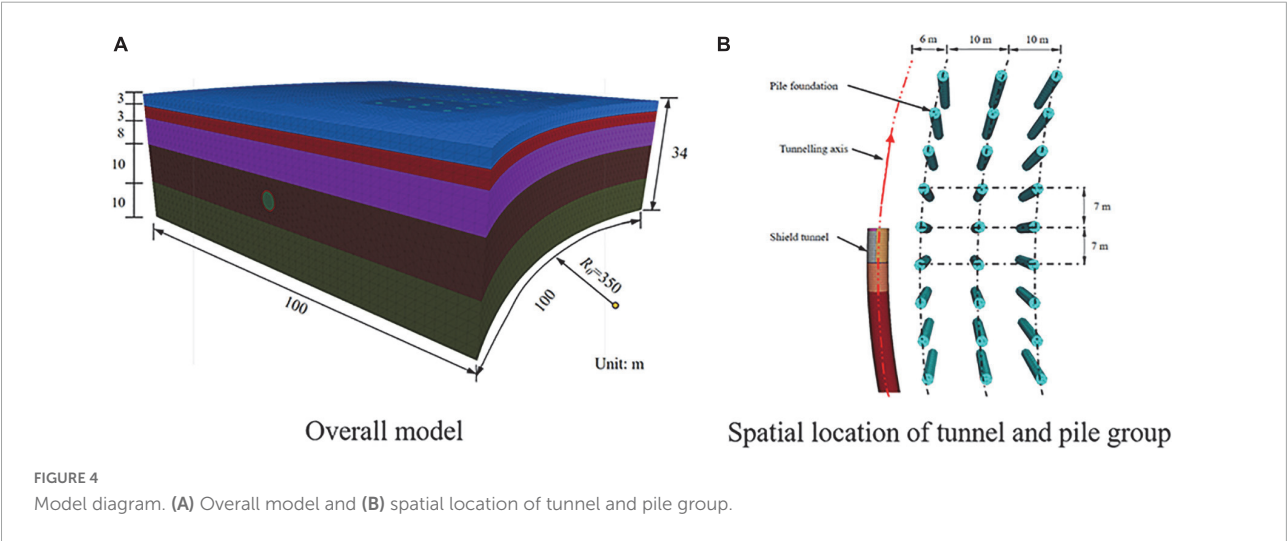 A
3
3
8
10
10
34
100
100
R0=350
Unit: m
Overall model
B
6 m
10 m
10 m
Pile foundation
Tunnelling axis
Shield tunnel
7 m
7 m
Spatial location of tunnel and pile group
FIGURE 4
Model diagram. (A) Overall model and (B) spatial location of tunnel and pile group.